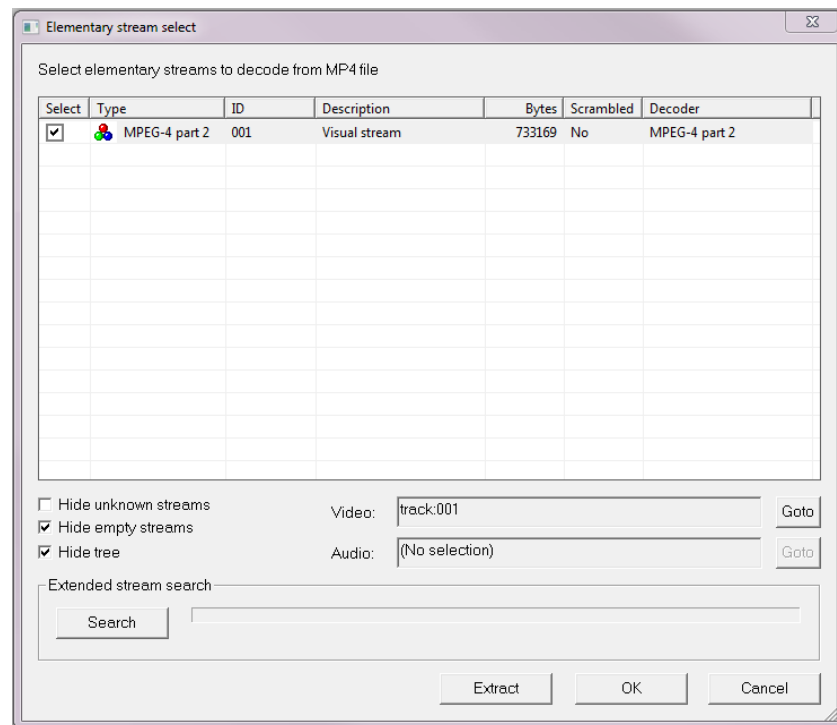 Elementary stream select
Select elementary streams to decode from MP4 file
Select Type ID Description Bytes Scrambled Decoder
MPEG-4 part 2 001 Visual stream 733169 No MPEG-4 part 2
Hide unknown streams
Hide empty streams
Hide tree
Video: track:001 Goto
Audio: (No selection) Goto
Extended stream search
Search
Extract OK Cancel